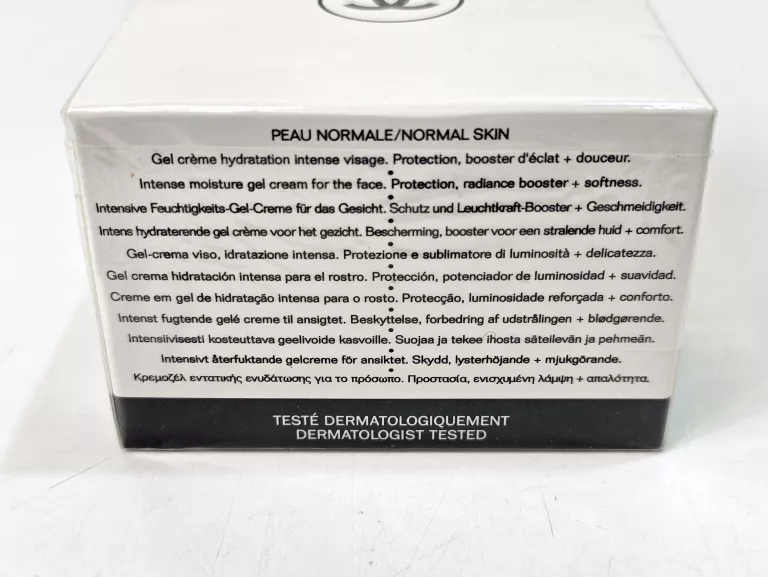 PEAU NORMALE/NORMAL SKIN
Gel crème hydratation intense visage. Protection, booster d'éclat + douceur.
•
Intense moisture gel cream for the face. Protection, radiance booster + softness.
•
Intensive Feuchtigkeits-Gel-Creme für das Gesicht. Schutz und Leuchtkraft-Booster + Geschmeidigkeit.
•
Intens hydraterende gel crème voor het gezicht. Bescherming, booster voor een stralende huid + comfort.
•
Gel-crema viso, idratazione intensa. Protezione e sublimatore di luminosità + delicatezza.
•
Gel crema hidratación intensa para el rostro. Protección, potenciador de luminosidad + suavidad.
•
Creme em gel de hidratação intensa para o rosto. Protecção, luminosidade reforçada + conforto.
•
Intenst fugtende gelé creme til ansigtet. Beskyttelse, forbedring af udstrålingen + blødgørende.
•
Intensiivisesti kosteuttava geelivoide kasvoille. Suojaa ja tekee ihosta säteilevän ja pehmeän.
•
Intensivt återfuktande gelcreme för ansiktet. Skydd, lysterhöjande + mjukgörande.
•
Κρεμοζέλ εντατικής ενυδάτωσης για το πρόσωπο. Προστασία, ενισχυμένη λάμψη + απαλότητα.
TESTÉ DERMATOLOGIQUEMENT
DERMATOLOGIST TESTED